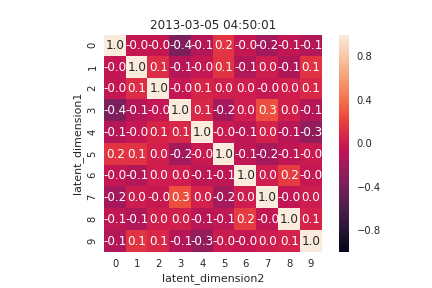 2013-03-05 04:50:01
latent_dimension1
0 1.0 -0.0 -0.0 -0.4 -0.1 0.2 -0.0 -0.2 -0.1 -0.1
1 -0.0 1.0 0.1 -0.1 -0.0 0.1 -0.1 0.0 -0.1 0.1
2 -0.0 0.1 1.0 -0.0 0.1 0.0 0.0 -0.0 -0.0 0.1
3 -0.4 -0.1 -0.0 1.0 0.1 -0.2 0.0 0.3 0.0 -0.1
4 -0.1 -0.0 0.1 0.1 1.0 -0.0 -0.1 0.0 -0.1 -0.3
5 0.2 0.1 0.0 -0.2 -0.0 1.0 -0.1 -0.2 -0.1 -0.0
6 -0.0 -0.1 0.0 0.0 -0.1 -0.1 1.0 0.0 0.2 -0.0
7 -0.2 0.0 -0.0 0.3 0.0 -0.2 0.0 1.0 -0.0 0.0
8 -0.1 -0.1 -0.0 0.0 -0.1 -0.1 0.2 -0.0 1.0 0.1
9 -0.1 0.1 0.1 -0.1 -0.3 -0.0 -0.0 0.0 0.1 1.0
0 1 2 3 4 5 6 7 8 9
latent_dimension2
0.8
0.4
0.0
−0.4
−0.8